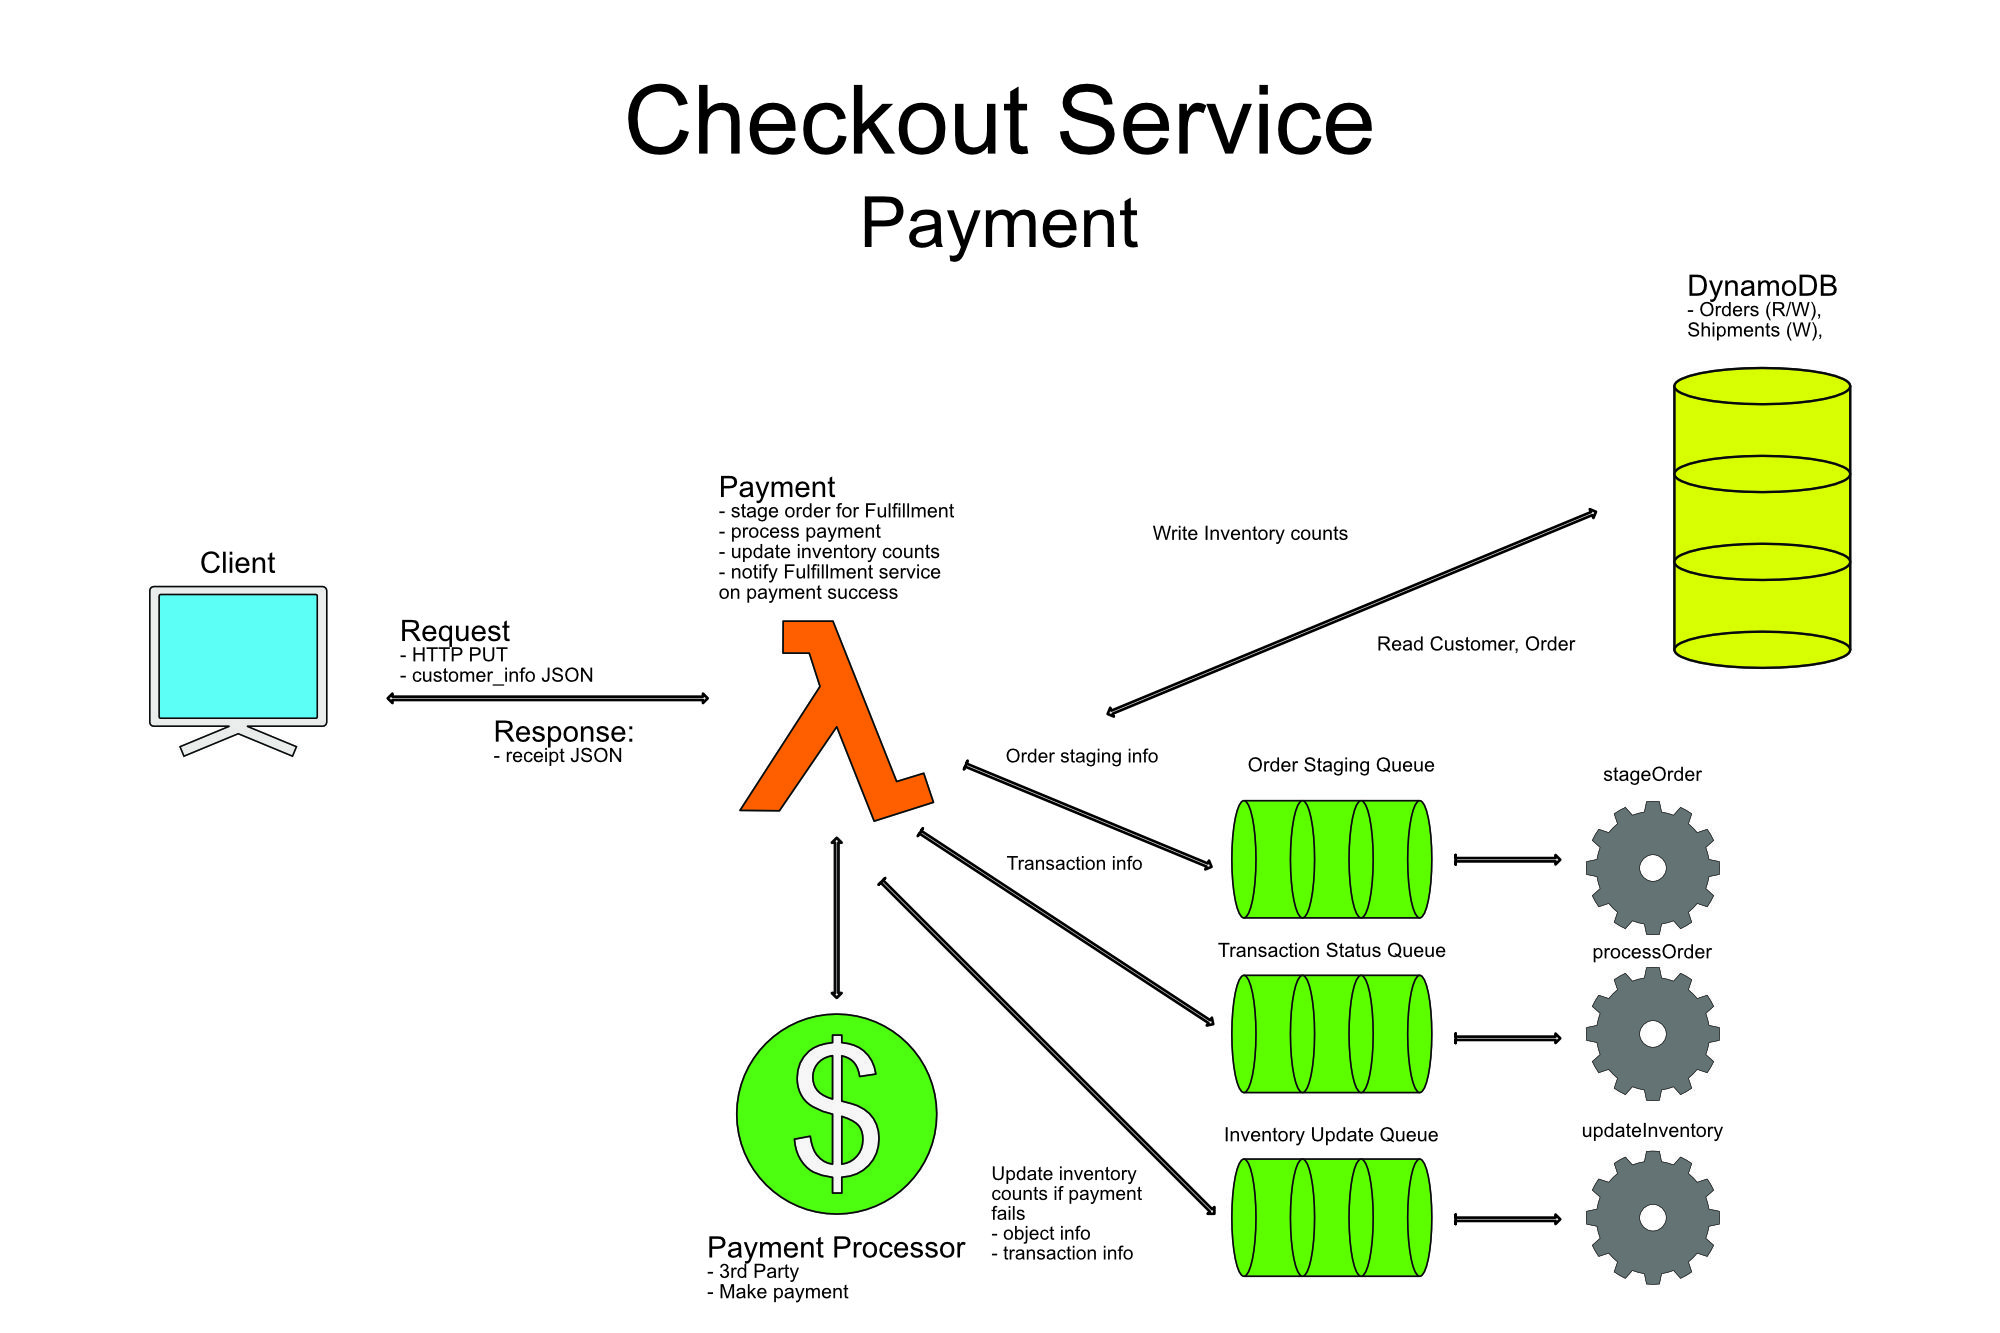 Checkout Service
Payment
DynamoDB
- Orders (R/W),
Shipments (W),
Payment
- stage order for Fulfillment
- process payment
- update inventory counts
- notify Fulfillment service
on payment success
Write Inventory counts
Client
Request
- HTTP PUT
- customer_info JSON
Read Customer, Order
Response:
- receipt JSON
Order staging info
Order Staging Queue
stageOrder
Transaction info
Transaction Status Queue
processOrder
Inventory Update Queue
updateInventory
Update inventory
counts if payment
fails
- object info
- transaction info
Payment Processor
- 3rd Party
- Make payment